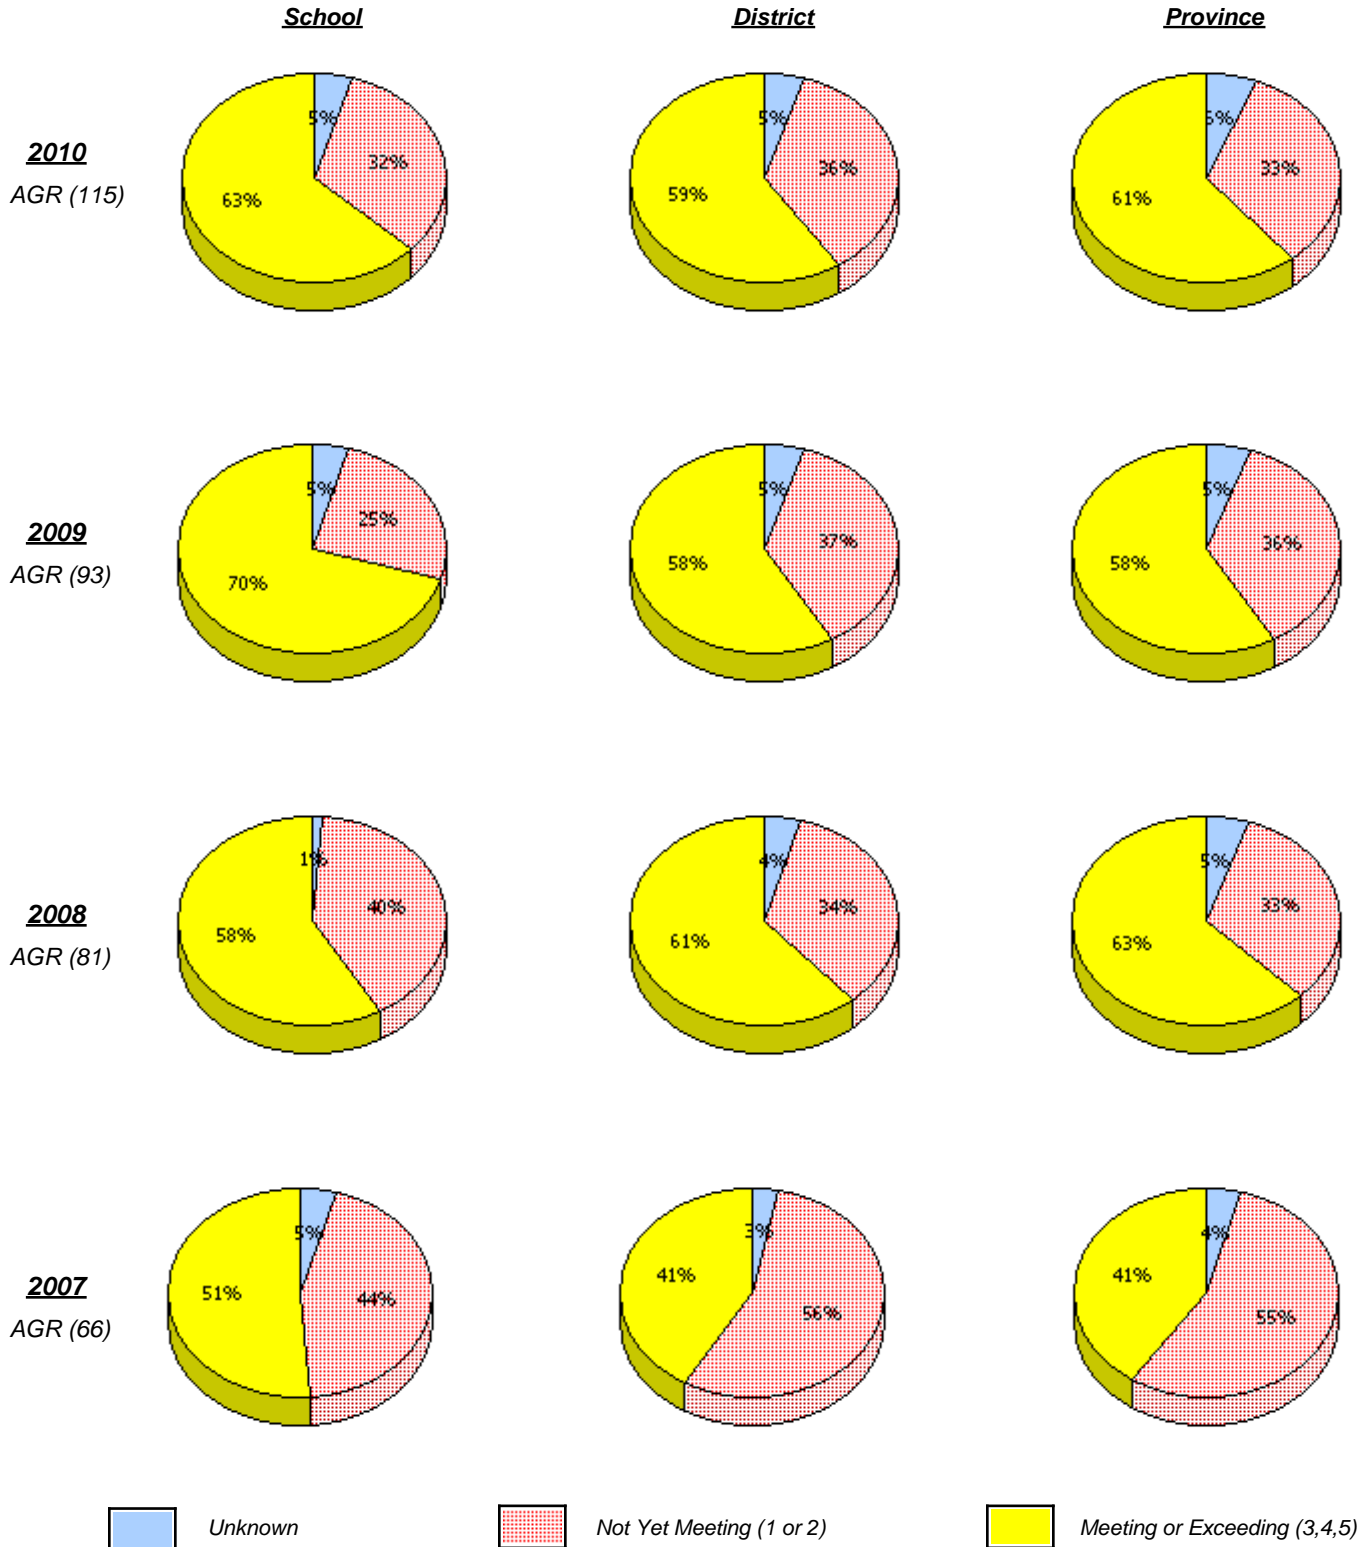 School District Province
5% 5% 6%
2010 32% 36% 33%
AGR (115) 63% 59% 61%
5% 5% 5%
2009 25% 37% 36%
AGR (93) 70% 58% 58%
1% 4% 5%
2008 40% 34% 33%
AGR (81) 58% 61% 63%
5% 3% 4%
2007 51% 44% 41% 56% 41% 55%
AGR (66)
Unknown Not Yet Meeting (1 or 2) Meeting or Exceeding (3,4,5)